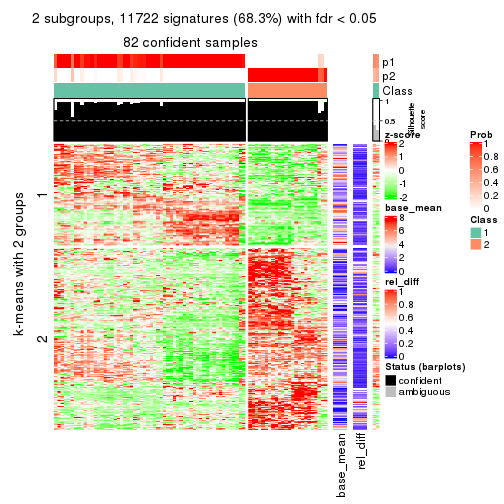 2 subgroups, 11722 signatures (68.3%) with fdr < 0.05
82 confident samples
p1
p2
Class
1
0.5
0
Silhouette
score
k-means with 2 groups
1
2
base_mean
rel_diff
z-score
2
1
0
-1
-2
base_mean
8
6
4
2
0
rel_diff
1
0.8
0.6
0.4
0.2
0
Status (barplots)
confident
ambiguous
Prob
1
0.8
0.6
0.4
0.2
0
Class
1
2